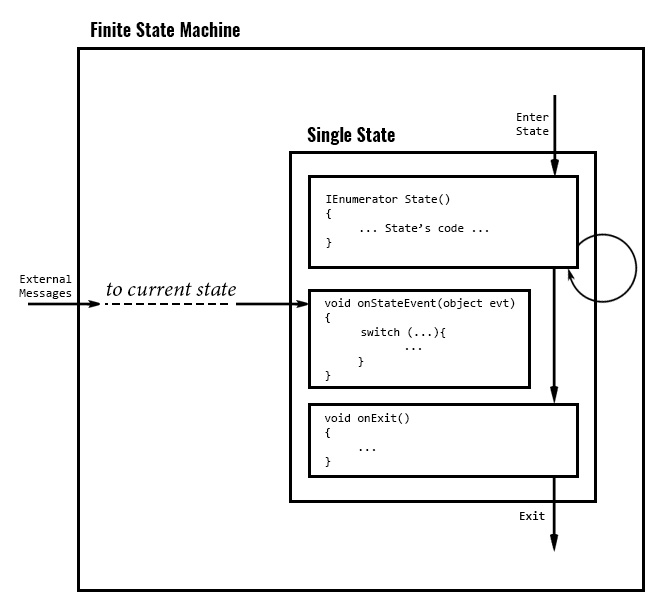 Finite State Machine
Enter
State
Single State
IEnumerator State()
{
... State's code ...
}
External
Messages
to current state
void onStateEvent(object evt)
{
switch (...){
...
}
}
void onExit()
{
...
}
Exit